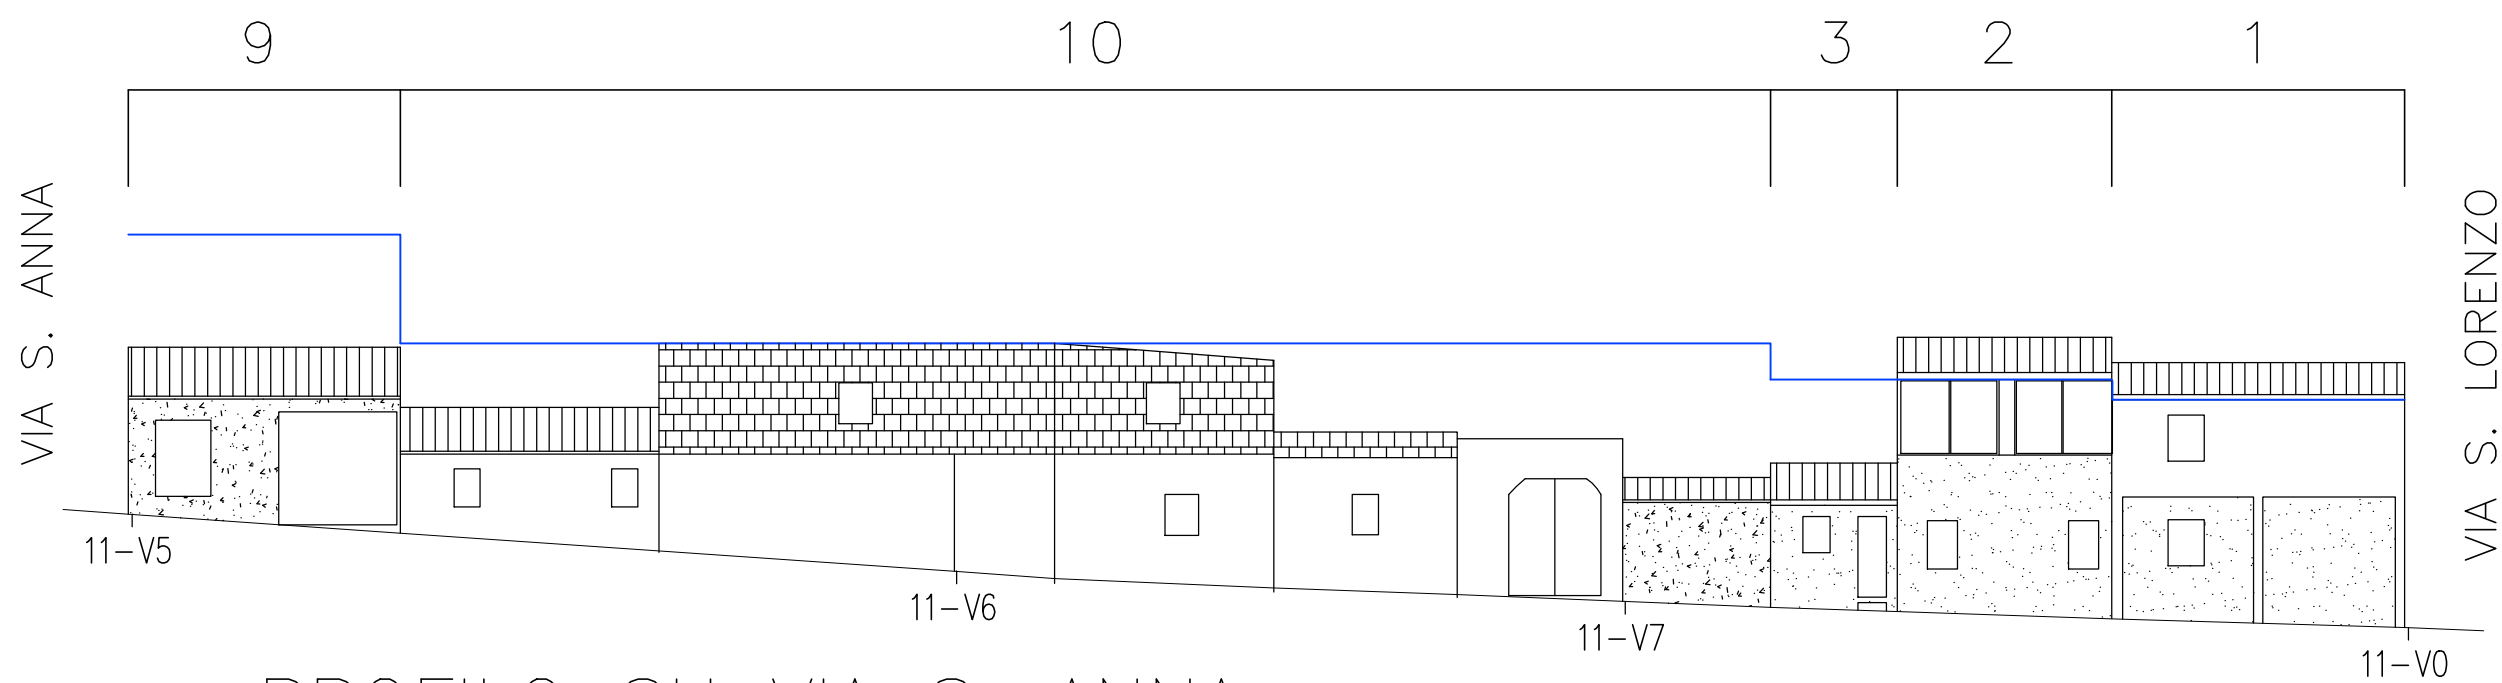 9 10 3 2 1
VIA S. ANNA
VIA S. LORENZO
11-V5
11-V6
11-V7
11-V0